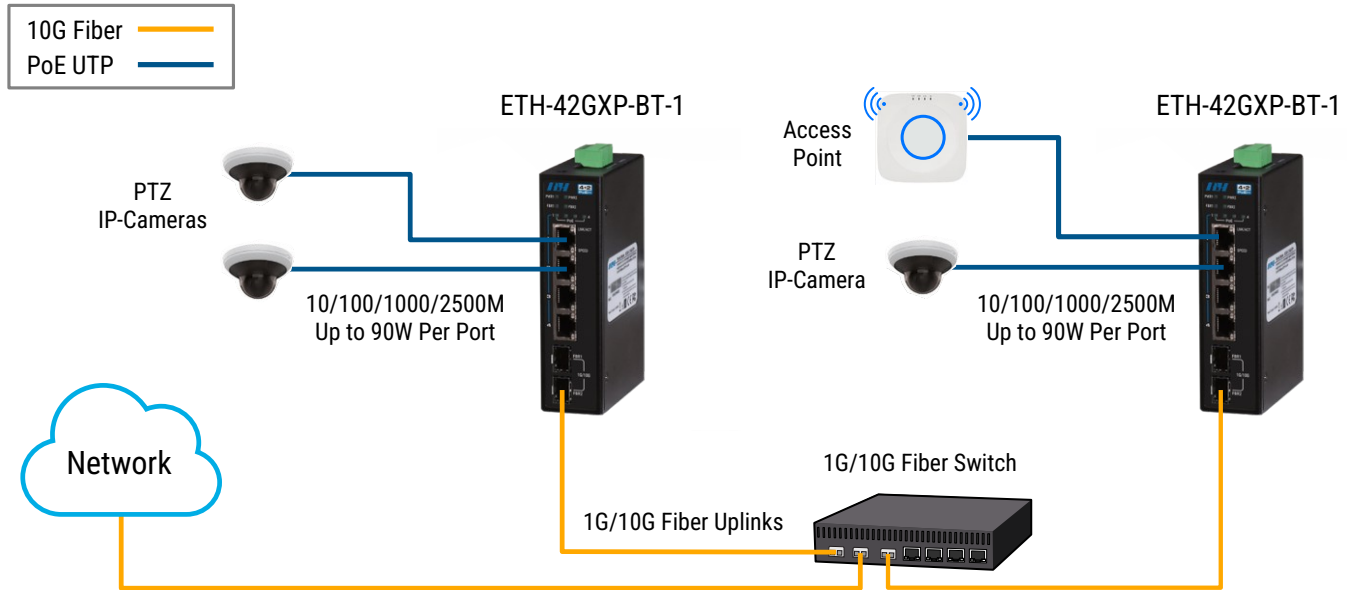 10G Fiber
PoE UTP
ETH-42GXP-BT-1
ETH-42GXP-BT-1
Access
Point
PTZ
IP-Cameras
PTZ
IP-Camera
10/100/1000/2500M
Up to 90W Per Port
10/100/1000/2500M
Up to 90W Per Port
Network
1G/10G Fiber Switch
1G/10G Fiber Uplinks